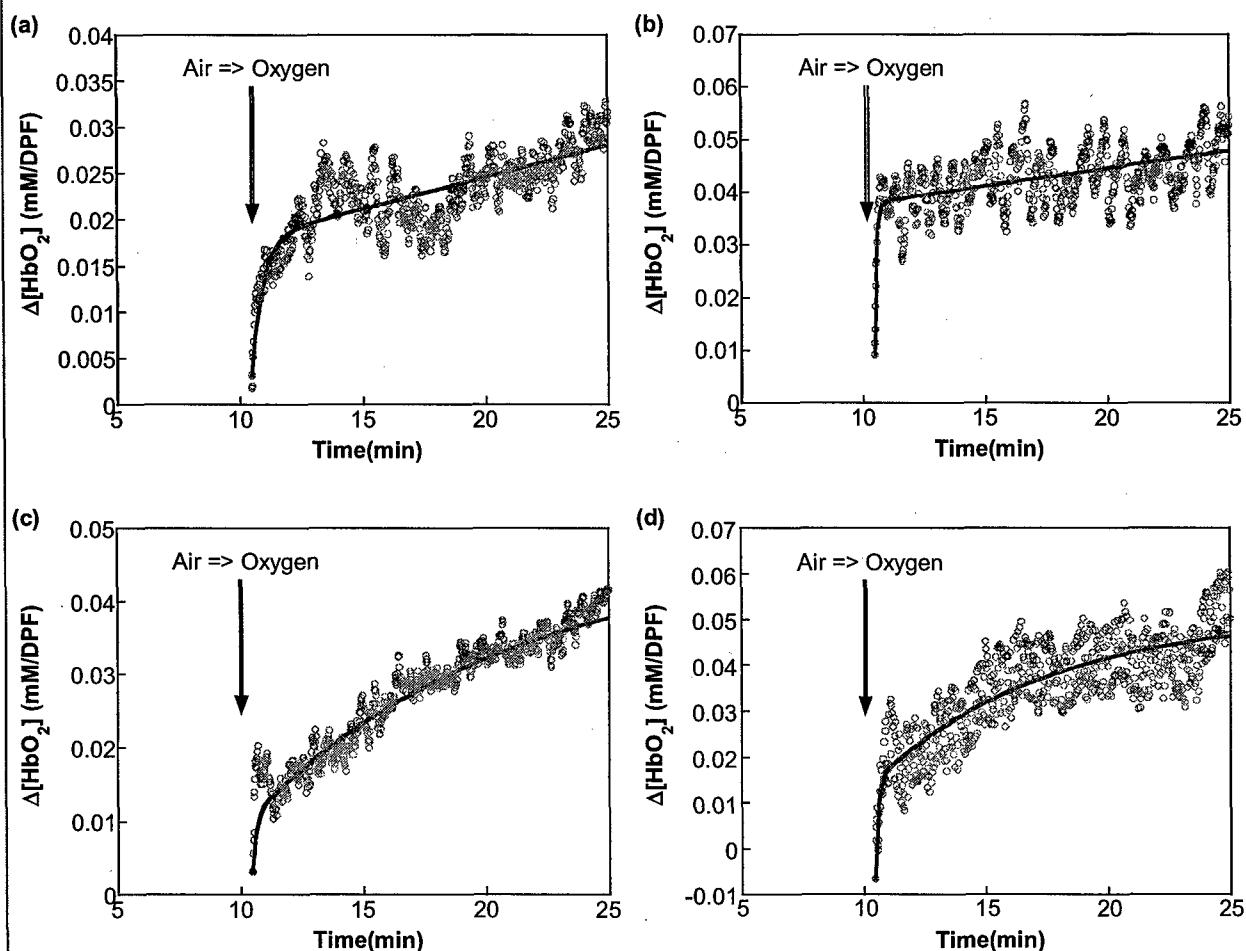 (a)
0.04
0.035
0.03
0.025
0.02
0.015
0.01
0.005
0
Δ[HbO2] (mM/DPF)
Air => Oxygen
5 10 15 20 25
Time(min)
(b)
0.07
0.06
0.05
0.04
0.03
0.02
0.01
0
Δ[HbO2] (mM/DPF)
Air => Oxygen
5 10 15 20 25
Time(min)
(c)
0.05
0.04
0.03
0.02
0.01
0
Δ[HbO2] (mM/DPF)
Air => Oxygen
5 10 15 20 25
Time(min)
(d)
0.07
0.06
0.05
0.04
0.03
0.02
0.01
0
-0.01
Δ[HbO2] (mM/DPF)
Air => Oxygen
5 10 15 20 25
Time(min)